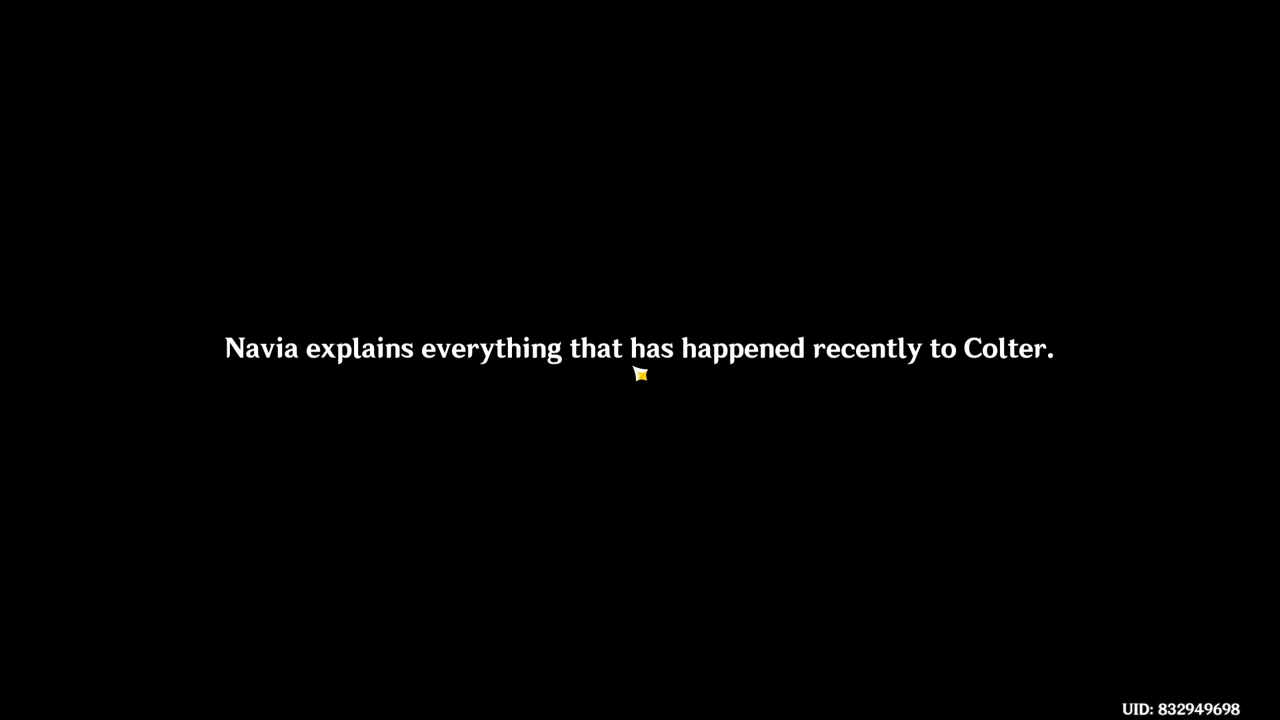 Navia explains everything that has happened recently to Colter.
UID: 832949698